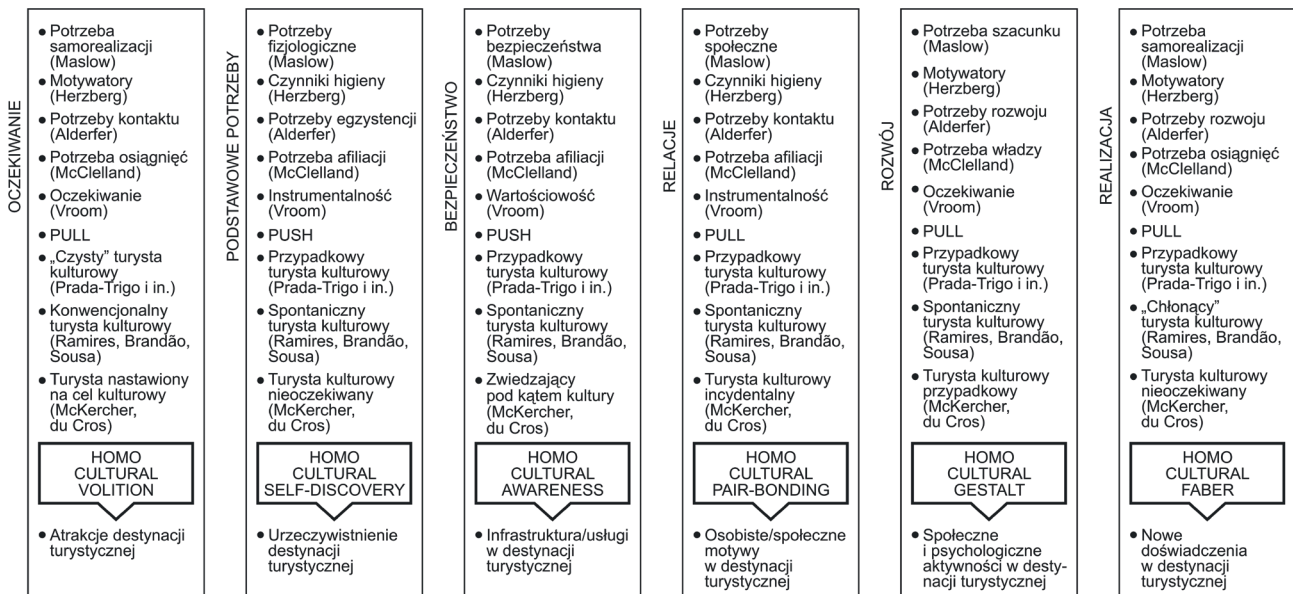 OCZEKIWANIE
• Potrzeba
samorealizacji
(Maslow)
• Motywatory
(Herzberg)
• Potrzeby kontaktu
(Alderfer)
• Potrzeba osiągnięć
(McClelland)
• Oczekiwanie
(Vroom)
• PULL
• „Czysty” turysta
kulturowy
(Prada-Trigo i in.)
• Konwencjonalny
turysta kulturowy
(Ramires, Brandão,
Sousa)
• Turysta nastawiony
na cel kulturowy
(McKercher,
du Cros)
HOMO
CULTURAL
VOLITION
• Atrakcje destynacji
turystycznej
PODSTAWOWE POTRZEBY
• Potrzeby
fizjologiczne
(Maslow)
• Czynniki higieny
(Herzberg)
• Potrzeby egzystencji
(Alderfer)
• Potrzeba afiliacji
(McClelland)
• Instrumentalność
(Vroom)
• PUSH
• Przypadkowy
turysta kulturowy
(Prada-Trigo i in.)
• Spontaniczny
turysta kulturowy
(Ramires, Brandão,
Sousa)
• Turysta kulturowy
nieoczekiwany
(McKercher,
du Cros)
HOMO
CULTURAL
SELF-DISCOVERY
• Urzeczywistnienie
destynacji
turystycznej
BEZPIECZEŃSTWO
• Potrzeby
bezpieczeństwa
(Maslow)
• Czynniki higieny
(Herzberg)
• Potrzeby kontaktu
(Alderfer)
• Potrzeba afiliacji
(McClelland)
• Wartościowość
(Vroom)
• PUSH
• Przypadkowy
turysta kulturowy
(Prada-Trigo i in.)
• Spontaniczny
turysta kulturowy
(Ramires, Brandão,
Sousa)
• Zwiedzający
pod kątem kultury
(McKercher,
du Cros)
HOMO
CULTURAL
AWARENESS
• Infrastruktura/usługi
w destynacji
turystycznej
RELACJE
• Potrzeby
społeczne
(Maslow)
• Czynniki higieny
(Herzberg)
• Potrzeby kontaktu
(Alderfer)
• Potrzeba afiliacji
(McClelland)
• Instrumentalność
(Vroom)
• PULL
• Przypadkowy
turysta kulturowy
(Prada-Trigo i in.)
• Spontaniczny
turysta kulturowy
(Ramires, Brandão,
Sousa)
• Turysta kulturowy
incydentalny
(McKercher,
du Cros)
HOMO
CULTURAL
PAIR-BONDING
• Osobiste/społeczne
motywy
w destynacji
turystycznej
ROZWÓJ
• Potrzeba szacunku
(Maslow)
• Motywatory
(Herzberg)
• Potrzeby rozwoju
(Alderfer)
• Potrzeba władzy
(McClelland)
• Oczekiwanie
(Vroom)
• PULL
• Przypadkowy
turysta kulturowy
(Prada-Trigo i in.)
• Spontaniczny
turysta kulturowy
(Ramires, Brandão,
Sousa)
• Turysta kulturowy
przypadkowy
(McKercher,
du Cros)
HOMO
CULTURAL
GESTALT
• Społeczne
i psychologiczne
aktywności w desty-
nacji turystycznej
REALIZACJA
• Potrzeba
samorealizacji
(Maslow)
• Motywatory
(Herzberg)
• Potrzeby rozwoju
(Alderfer)
• Potrzeba osiągnięć
(McClelland)
• Oczekiwanie
(Vroom)
• PULL
• Przypadkowy
turysta kulturowy
(Prada-Trigo i in.)
• „Chłonący”
turysta kulturowy
(Ramires, Brandão,
Sousa)
• Turysta kulturowy
nieoczekiwany
(McKercher,
du Cros)
HOMO
CULTURAL
FABER
• Nowe
doświadczenia
w destynacji
turystycznej